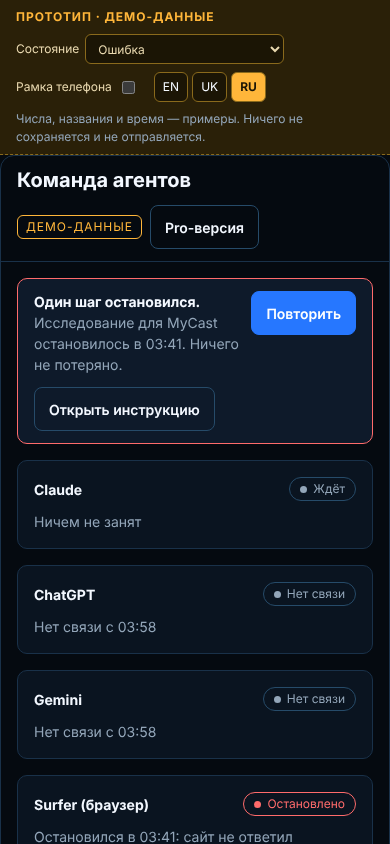 ПРОТОТИП · ДЕМО-ДАННЫЕ
Состояние Ошибка
Рамка телефона EN UK RU
Числа, названия и время — примеры. Ничего не
сохраняется и не отправляется.
Команда агентов
ДЕМО-ДАННЫЕ Pro-версия
Один шаг остановился.
Исследование для MyCast
остановилось в 03:41. Ничего
не потеряно.
Повторить
Открыть инструкцию
Claude Ждёт
Ничем не занят
ChatGPT Нет связи
Нет связи с 03:58
Gemini Нет связи
Нет связи с 03:58
Surfer (браузер) Остановлено
Остановился в 03:41: сайт не ответил